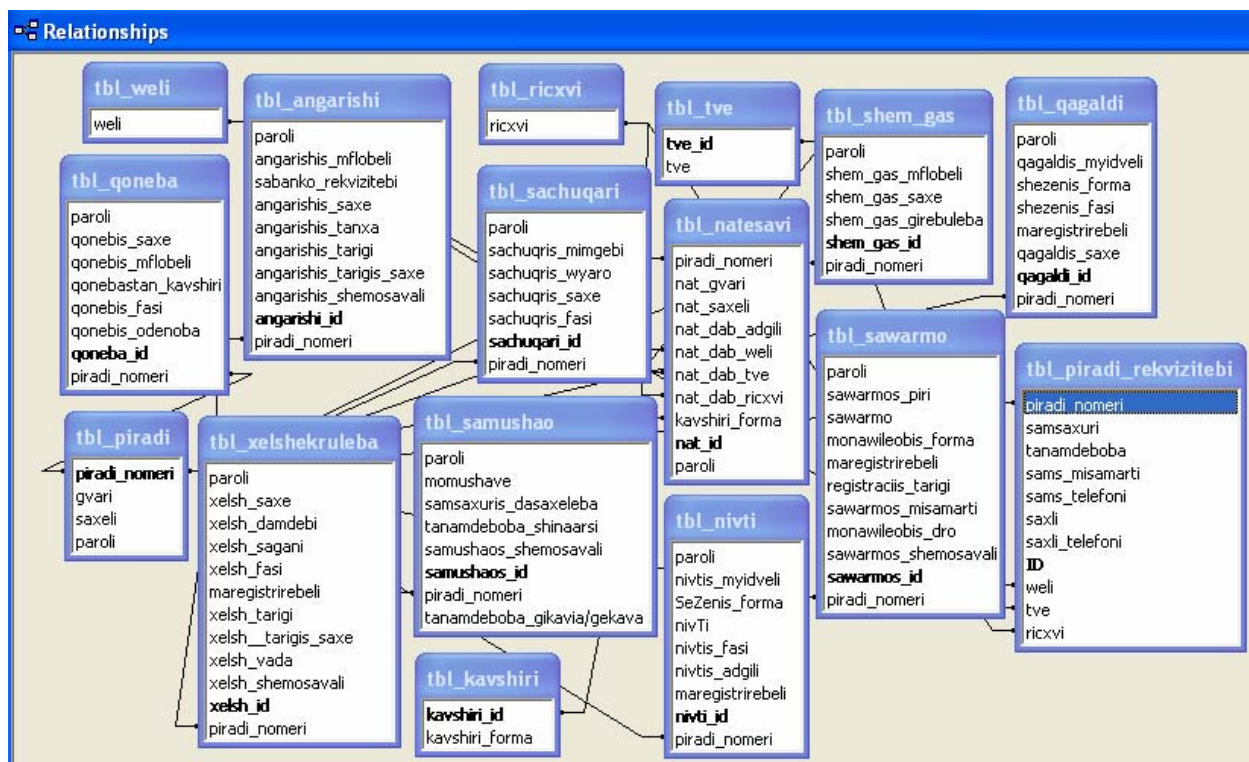 Relationships
tbl_weli
weli
tbl_angarishi
paroli
angarishis_mflobeli
sabanko_rekvizitebi
angarishis_saxe
angarishis_tanxa
angarishis_tarigi
angarishis_tarigis_saxe
angarishis_shemosavali
angarishi_id
piradi_nomeri
tbl_ricxvi
ricxvi
tbl_tve
tve_id
tve
tbl_shem_gas
paroli
shem_gas_mflobeli
shem_gas_saxe
shem_gas_girebuleba
shem_gas_id
piradi_nomeri
tbl_qagaldi
paroli
qagaldis_myidveli
shezenis_forma
shezenis_fasi
maregistrirebeli
qagaldis_saxe
qagaldi_id
piradi_nomeri
tbl_qoneba
paroli
qonebis_saxe
qonebis_mflobeli
qonebastan_kavshiri
qonebis_fasi
qonebis_odenoba
qoneba_id
piradi_nomeri
tbl_sachuqari
paroli
sachuqris_mimgebi
sachuqris_wyaro
sachuqris_saxe
sachuqris_fasi
sachuqari_id
piradi_nomeri
tbl_natesavi
piradi_nomeri
nat_gvari
nat_saxeli
nat_dab_adgili
nat_dab_weli
nat_dab_tve
nat_dab_ricxvi
kavshiri_forma
nat_id
paroli
tbl_sawarmo
paroli
sawarmos_piri
sawarmo
monawileobis_forma
maregistrirebeli
registraciis_tarigi
sawarmos_misamarti
monawileobis_dro
sawarmos_shemosavali
sawarmos_id
piradi_nomeri
tbl_piradi_rekvizitebi
piradi_nomeri
samsaxuri
tanamdeboba
sams_misamarti
sams_telefoni
saxli
saxli_telefoni
ID
weli
tve
ricxvi
tbl_piradi
piradi_nomeri
gvari
saxeli
paroli
tbl_xelshekruleba
paroli
xelsh_saxe
xelsh_damdebi
xelsh_sagani
xelsh_fasi
maregistrirebeli
xelsh_tarigi
xelsh__tarigis_saxe
xelsh_vada
xelsh_shemosavali
xelsh_id
piradi_nomeri
tbl_samushao
paroli
momushave
samsaxuris_dasaxeleba
tanamdeboba_shinaarsi
samushaos_shemosavali
samushaos_id
piradi_nomeri
tanamdeboba_gikavia/gekava
tbl_kavshiri
kavshiri_id
kavshiri_forma
tbl_nivti
paroli
nivtis_myidveli
SeZenis_forma
nivTi
nivtis_fasi
nivtis_adgili
maregistrirebeli
nivti_id
piradi_nomeri